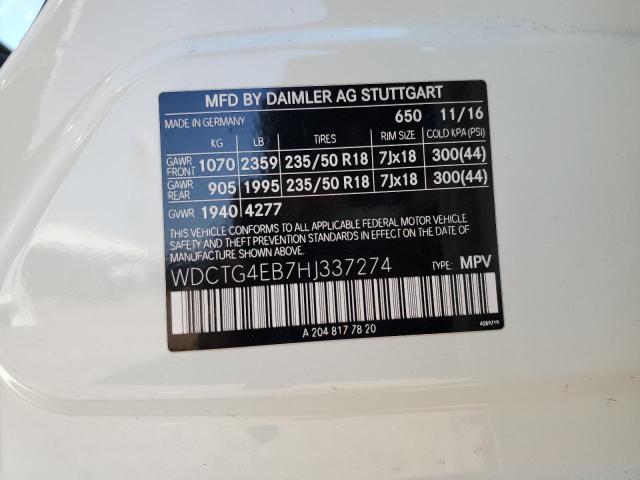 MFD BY DAIMLER AG STUTTGART
MADE IN GERMANY 650 11/16
KG LB TIRES RIM SIZE COLD KPA (PSI)
GAWR FRONT 1070 2359 235/50 R18 7Jx18 300(44)
GAWR REAR 905 1995 235/50 R18 7Jx18 300(44)
GVWR 1940 4277
THIS VEHICLE CONFORMS TO ALL APPLICABLE FEDERAL MOTOR VEHICLE
SAFETY AND THEFT PREVENTION STANDARDS IN EFFECT ON THE DATE OF
MANUFACTURE SHOWN ABOVE.
WDCTG4EB7HJ337274 TYPE: MPV
A 204 817 78 20